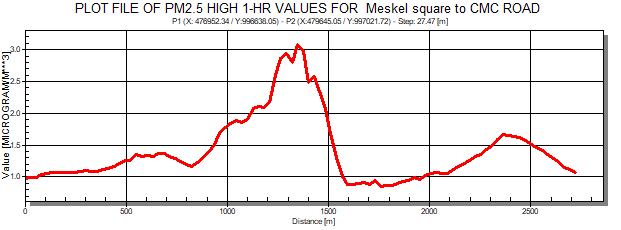 PLOT FILE OF PM2.5 HIGH 1-HR VALUES FOR Meskel square to CMC ROAD
P1 (X: 476952.34 / Y:996638.05) - P2 (X:479645.05 / Y:997021.72) - Step: 27.47 [m]
Value [MICROGRAM/M***3]
3.0
2.5
2.0
1.5
1.0
0 500 1000 1500 2000 2500
Distance [m]